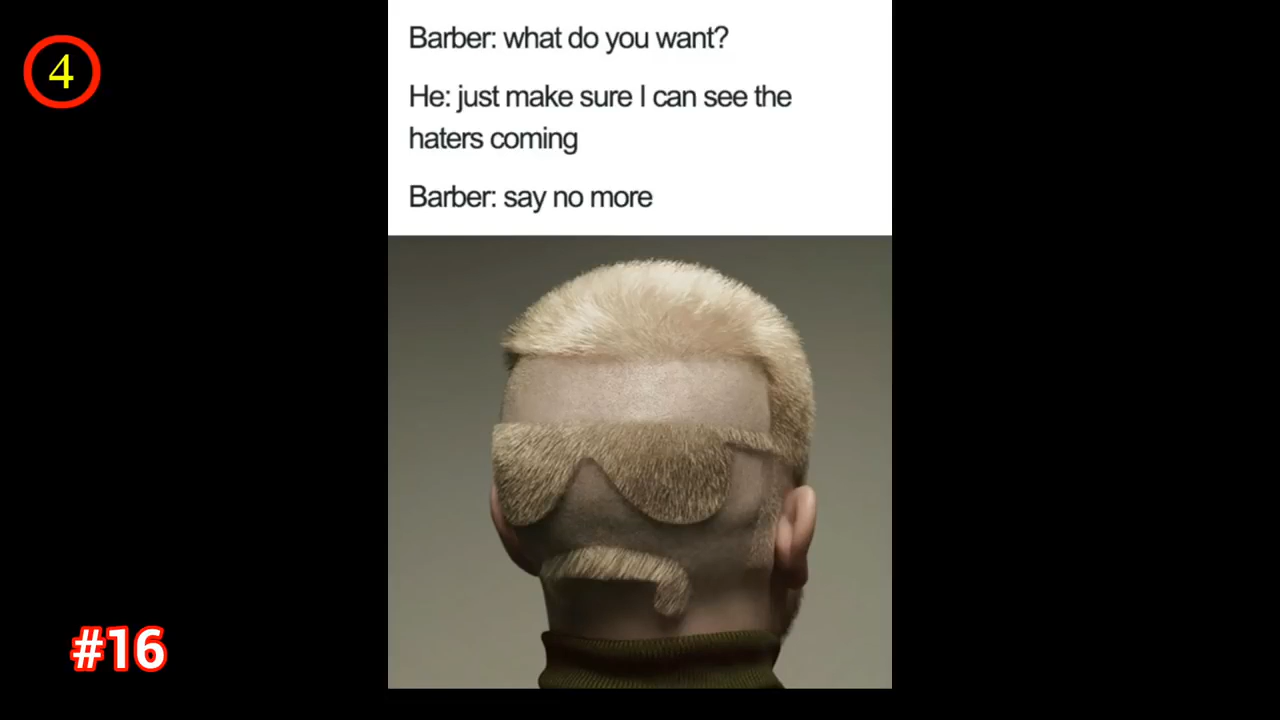 4
Barber: what do you want?
He: just make sure I can see the
haters coming
Barber: say no more
#16